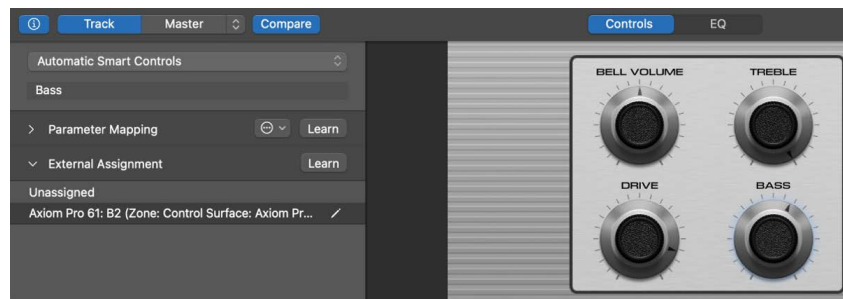 Track Master Compare Controls EQ
Automatic Smart Controls
Bass
BELL VOLUME TREBLE
Parameter Mapping Learn
External Assignment Learn
DRIVE BASS
Unassigned
Axiom Pro 61: B2 (Zone: Control Surface: Axiom Pr...